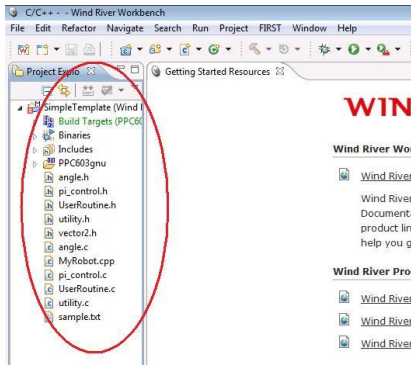 C/C++ - - Wind River Workbench
File Edit Refactor Navigate Search Run Project FIRST Window Help
Project Explo
Getting Started Resources
SimpleTemplate (Wind
Build Targets (PPC60
Binaries
Includes
PPC603gnu
angle.h
pi_control.h
UserRoutine.h
utility.h
vector2.h
angle.c
MyRobot.cpp
pi_control.c
UserRoutine.c
utility.c
sample.txt
WIN
Wind River Wor
Wind River
Wind River
Documenta
product lin
help you g
Wind River Pro
Wind River
Wind River
Wind River